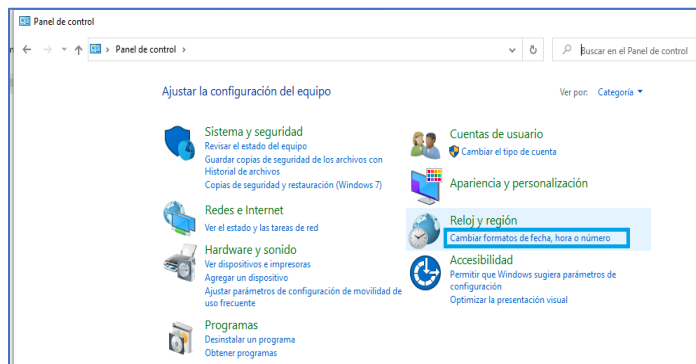 Panel de control
Panel de control
Buscar en el Panel de control
Ajustar la configuración del equipo
Ver por: Categoría
Sistema y seguridad
Revisar el estado del equipo
Guardar copias de seguridad de los archivos con
Historial de archivos
Copias de seguridad y restauración (Windows 7)
Redes e Internet
Ver el estado y las tareas de red
Hardware y sonido
Ver dispositivos e impresoras
Agregar un dispositivo
Ajustar parámetros de configuración de movilidad de
uso frecuente
Programas
Desinstalar un programa
Obtener programas
Cuentas de usuario
Cambiar el tipo de cuenta
Apariencia y personalización
Reloj y región
Cambiar formatos de fecha, hora o número
Accesibilidad
Permitir que Windows sugiera parámetros de
configuración
Optimizar la presentación visual